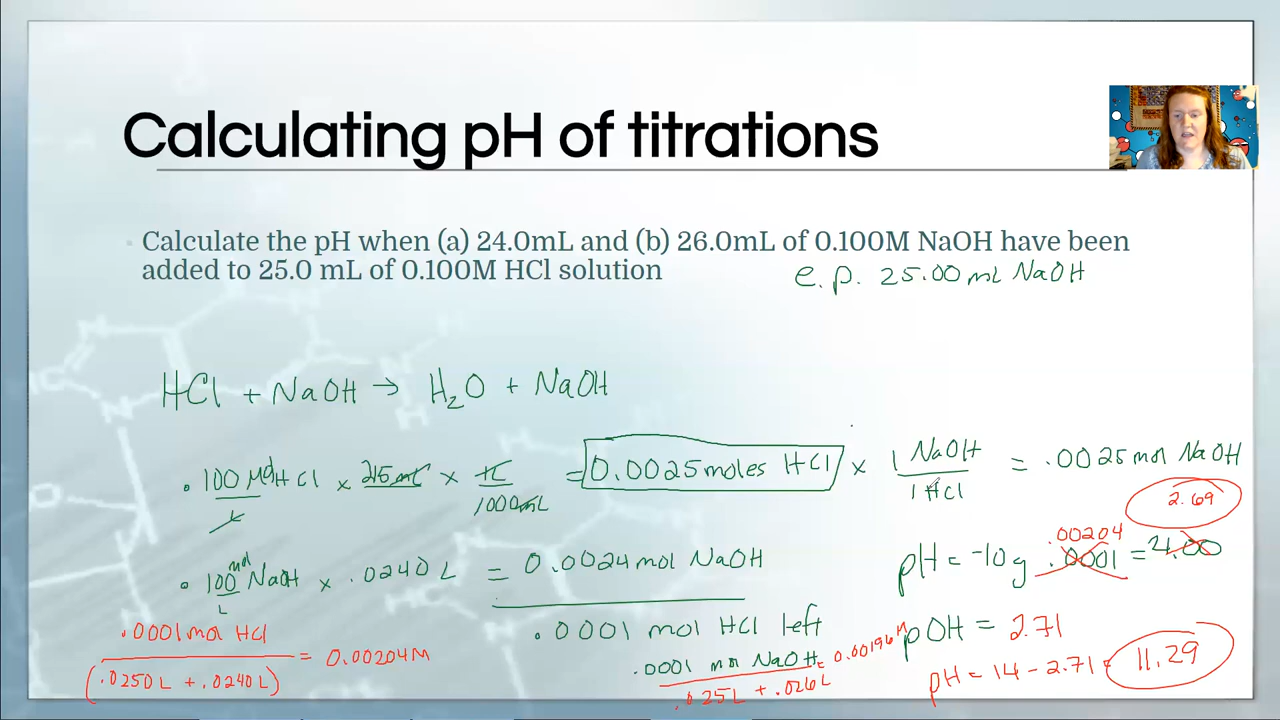 Calculating pH of titrations
Calculate the pH when (a) 24.0mL and (b) 26.0mL of 0.100M NaOH have been
added to 25.0 mL of 0.100M HCl solution
e.p. 25.00 mL NaOH
HCl + NaOH → H₂O + NaOH
.100 mol HCl / L × 25 mL × 1L / 1000mL = 0.0025 moles HCl × 1 NaOH / 1 HCl = .0025 mol NaOH
.100 mol / L NaOH × .0240 L = 0.0024 mol NaOH
.0001 mol HCl left
pH = -log .0001 = 4.00
.00204
2.69
.0001 mol HCl / (.0250L + .0240L) = 0.00204M
.0001 mol NaOH / .025L + .026L = 0.00196M
pOH = 2.71
pH = 14 - 2.71 = 11.29